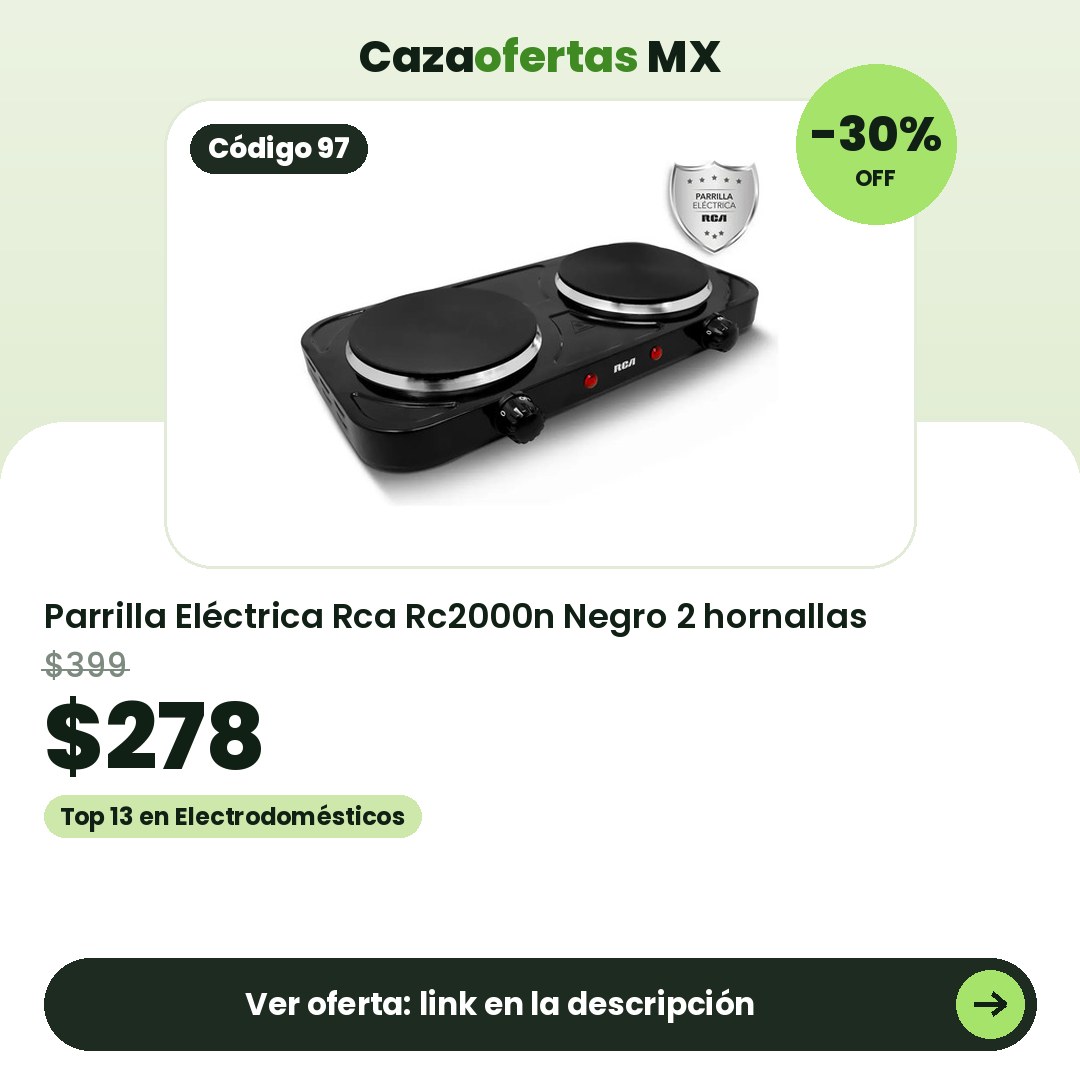 Cazaofertas MX
Código 97
-30%
OFF
PARRILLA
ELÉCTRICA
RCA
RCA
Parrilla Eléctrica Rca Rc2000n Negro 2 hornallas
$399
$278
Top 13 en Electrodomésticos
Ver oferta: link en la descripción